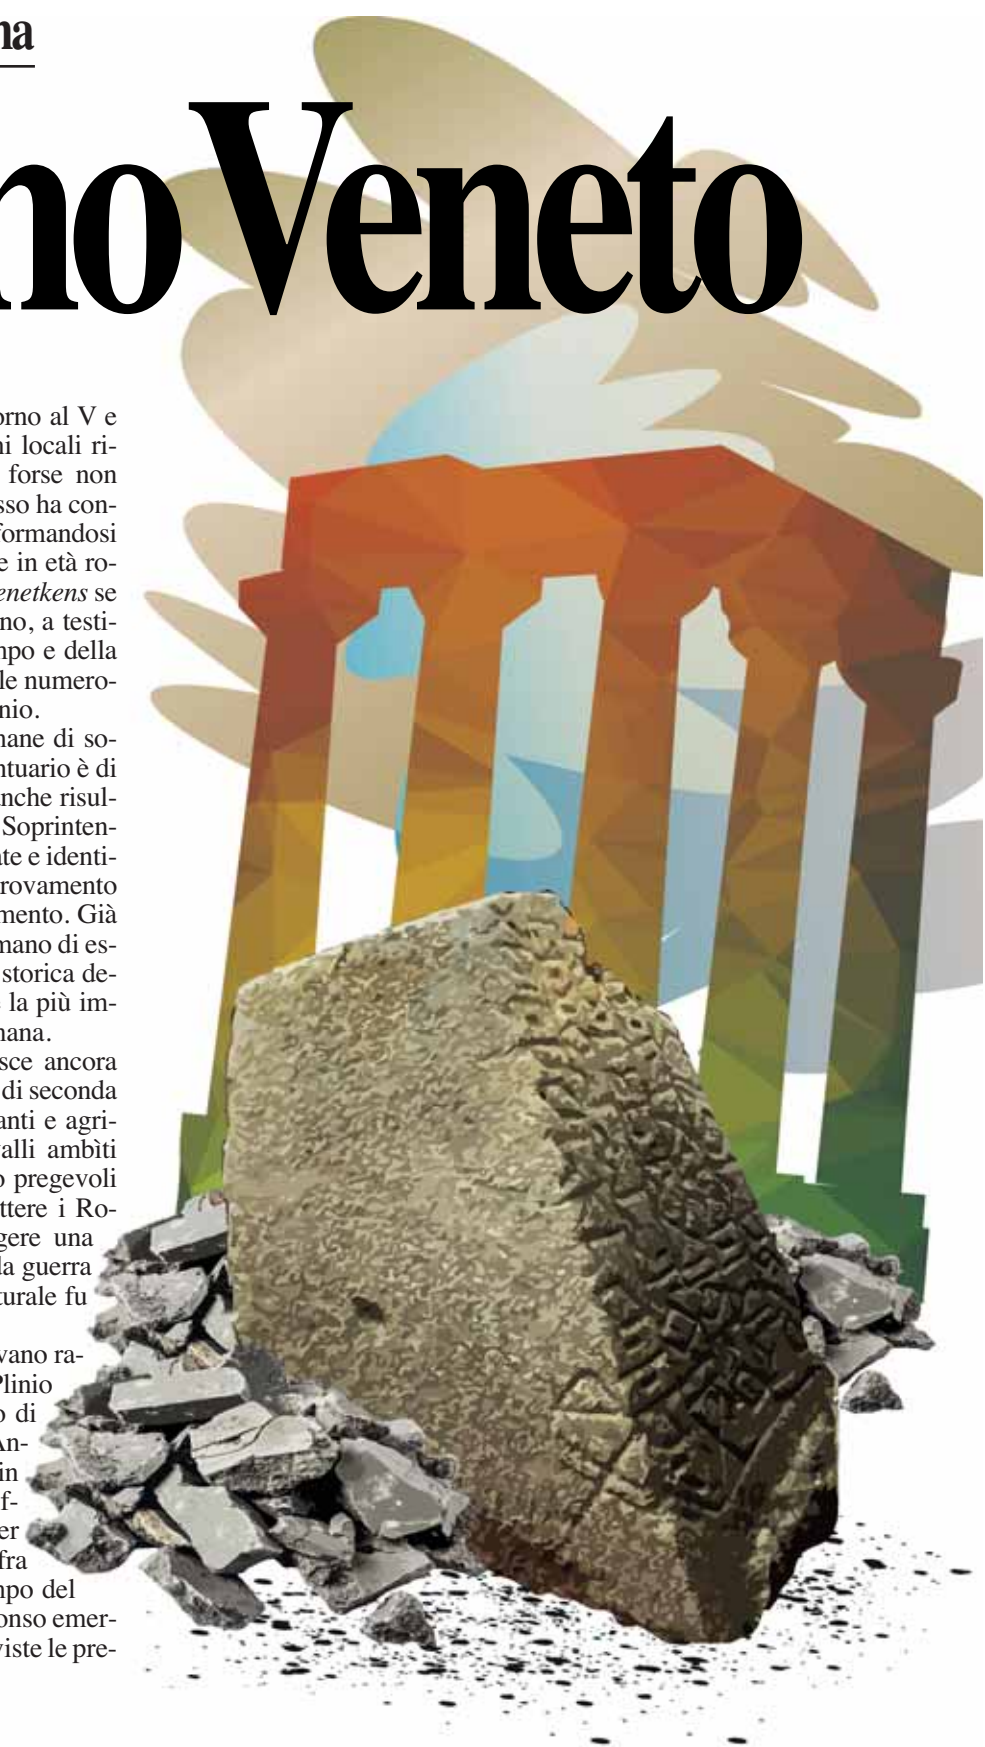 na
no Veneto
orno al V e
ni locali ri-
forse non
sso ha con-
formandosi
e in età ro-
enetkens se
no, a testi-
npo e della
le numero-
nio.
nane di so-
ntuario è di
anche risul-
Soprinten-
ate e identi-
rovamento
mento. Già
mano di es-
storica de-
la più im-
nana.
sce ancora
di seconda
anti e agri-
valli ambìti
o pregevoli
ttere i Ro-
gere una
la guerra
turale fu
vano ra-
Plinio
o di
An-
in
f-
er
fra
npo del
onso emer-
viste le pre-